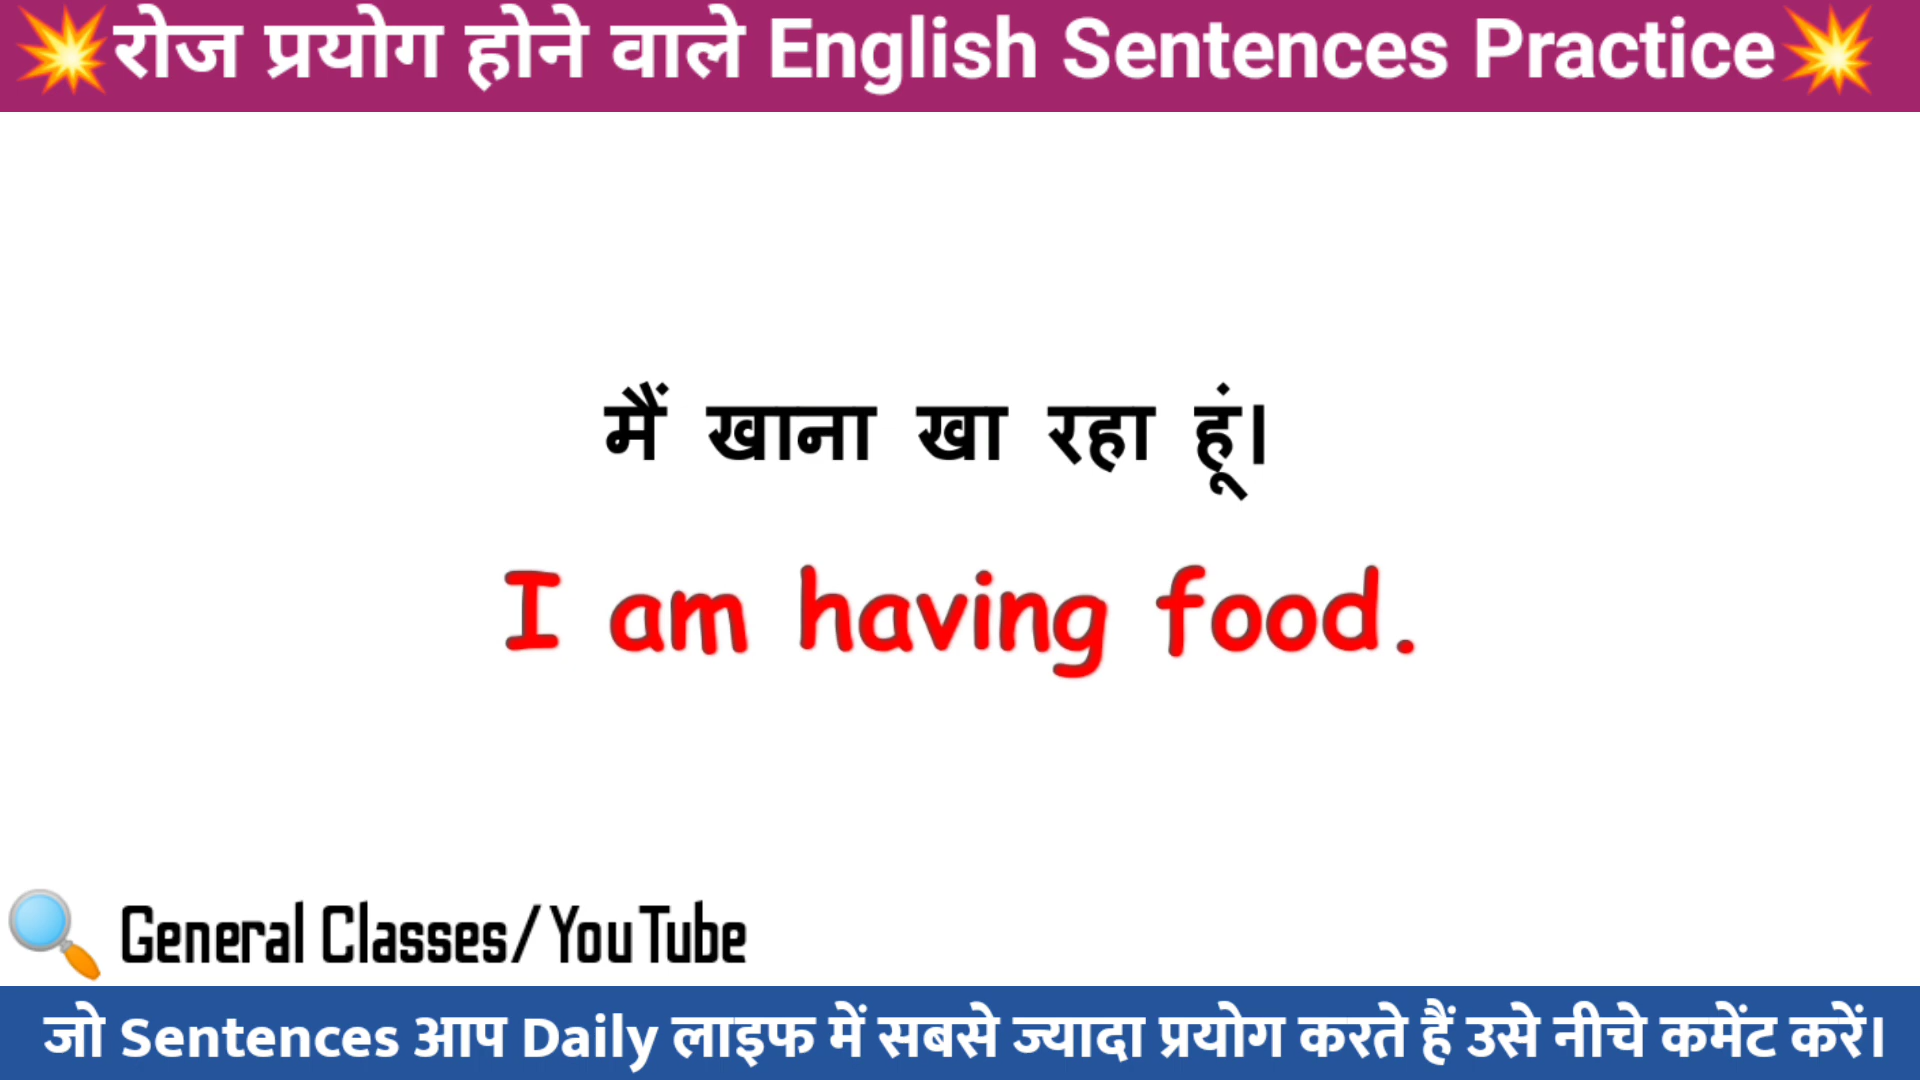 💥रोज प्रयोग होने वाले English Sentences Practice💥
मैं खाना खा रहा हूं।
I am having food.
🔍 General Classes/YouTube
जो Sentences आप Daily लाइफ में सबसे ज्यादा प्रयोग करते हैं उसे नीचे कमेंट करें।